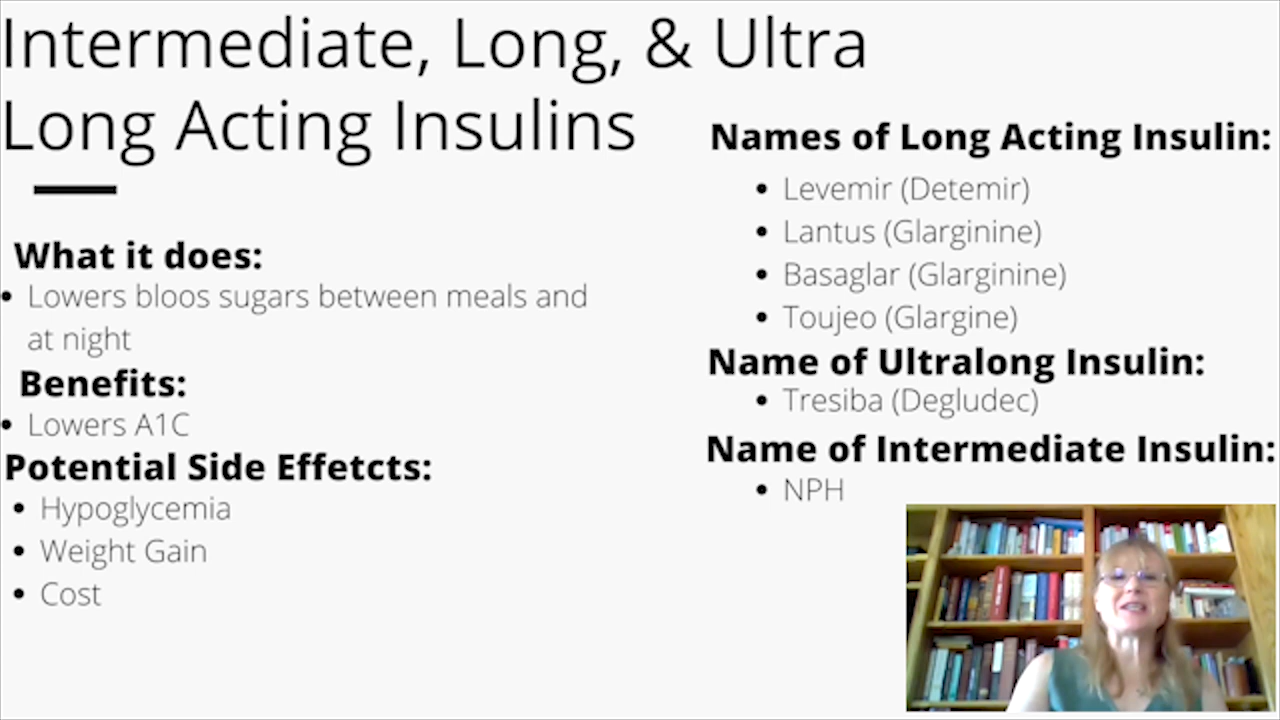 Intermediate, Long, & Ultra
Long Acting Insulins
What it does:
• Lowers bloos sugars between meals and
at night
Benefits:
• Lowers A1C
Potential Side Effetcts:
• Hypoglycemia
• Weight Gain
• Cost
Names of Long Acting Insulin:
• Levemir (Detemir)
• Lantus (Glarginine)
• Basaglar (Glarginine)
• Toujeo (Glargine)
Name of Ultralong Insulin:
• Tresiba (Degludec)
Name of Intermediate Insulin:
• NPH